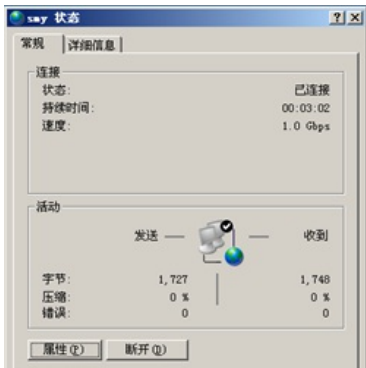 smy 状态
常规 详细信息
连接
状态: 已连接
持续时间: 00:03:02
速度: 1.0 Gbps
活动
发送 — — 收到
字节: 1,727 1,748
压缩: 0 % 0 %
错误: 0 0
属性(P) 断开(D)